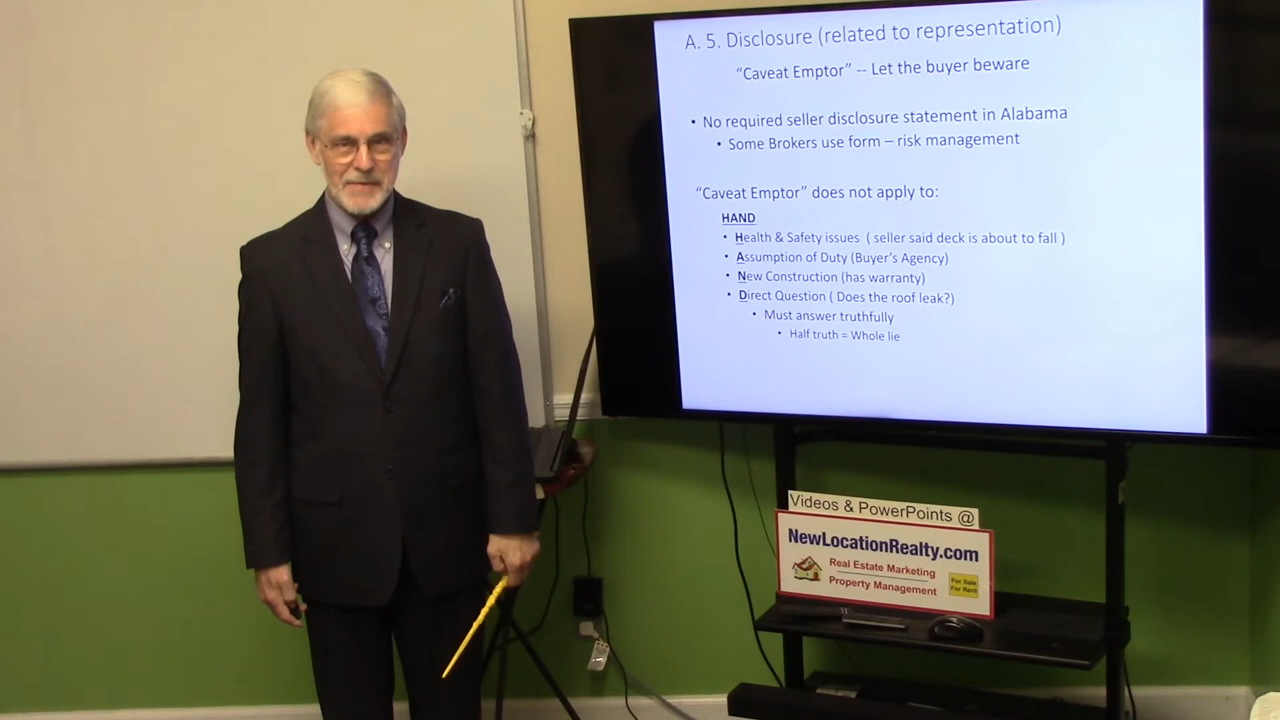 A. 5. Disclosure (related to representation)
“Caveat Emptor” -- Let the buyer beware
• No required seller disclosure statement in Alabama
• Some Brokers use form – risk management
“Caveat Emptor” does not apply to:
HAND
• Health & Safety issues ( seller said deck is about to fall )
• Assumption of Duty (Buyer’s Agency)
• New Construction (has warranty)
• Direct Question ( Does the roof leak?)
• Must answer truthfully
• Half truth = Whole lie
Videos & PowerPoints @
NewLocationRealty.com
Real Estate Marketing
Property Management
For Sale
For Rent